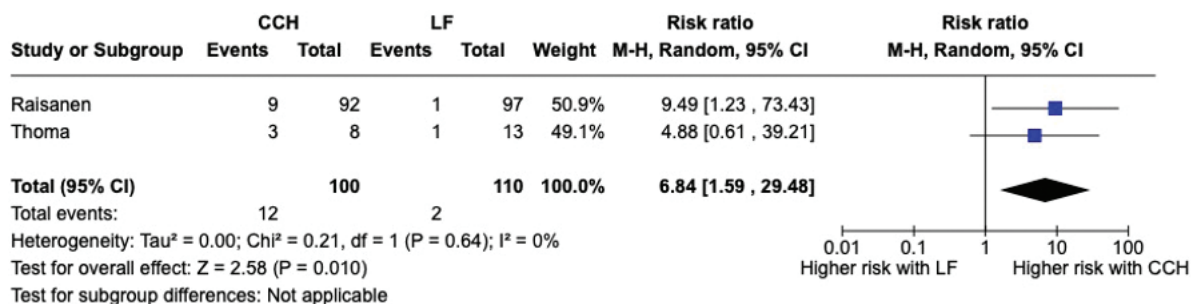 CCH LF Risk ratio Risk ratio
Study or Subgroup Events Total Events Total Weight M-H, Random, 95% CI M-H, Random, 95% CI
Raisanen 9 92 1 97 50.9% 9.49 [1.23 , 73.43]
Thoma 3 8 1 13 49.1% 4.88 [0.61 , 39.21]
Total (95% CI) 100 110 100.0% 6.84 [1.59 , 29.48]
Total events: 12 2
Heterogeneity: Tau² = 0.00; Chi² = 0.21, df = 1 (P = 0.64); I² = 0%
Test for overall effect: Z = 2.58 (P = 0.010)
Test for subgroup differences: Not applicable
0.01 0.1 1 10 100
Higher risk with LF Higher risk with CCH